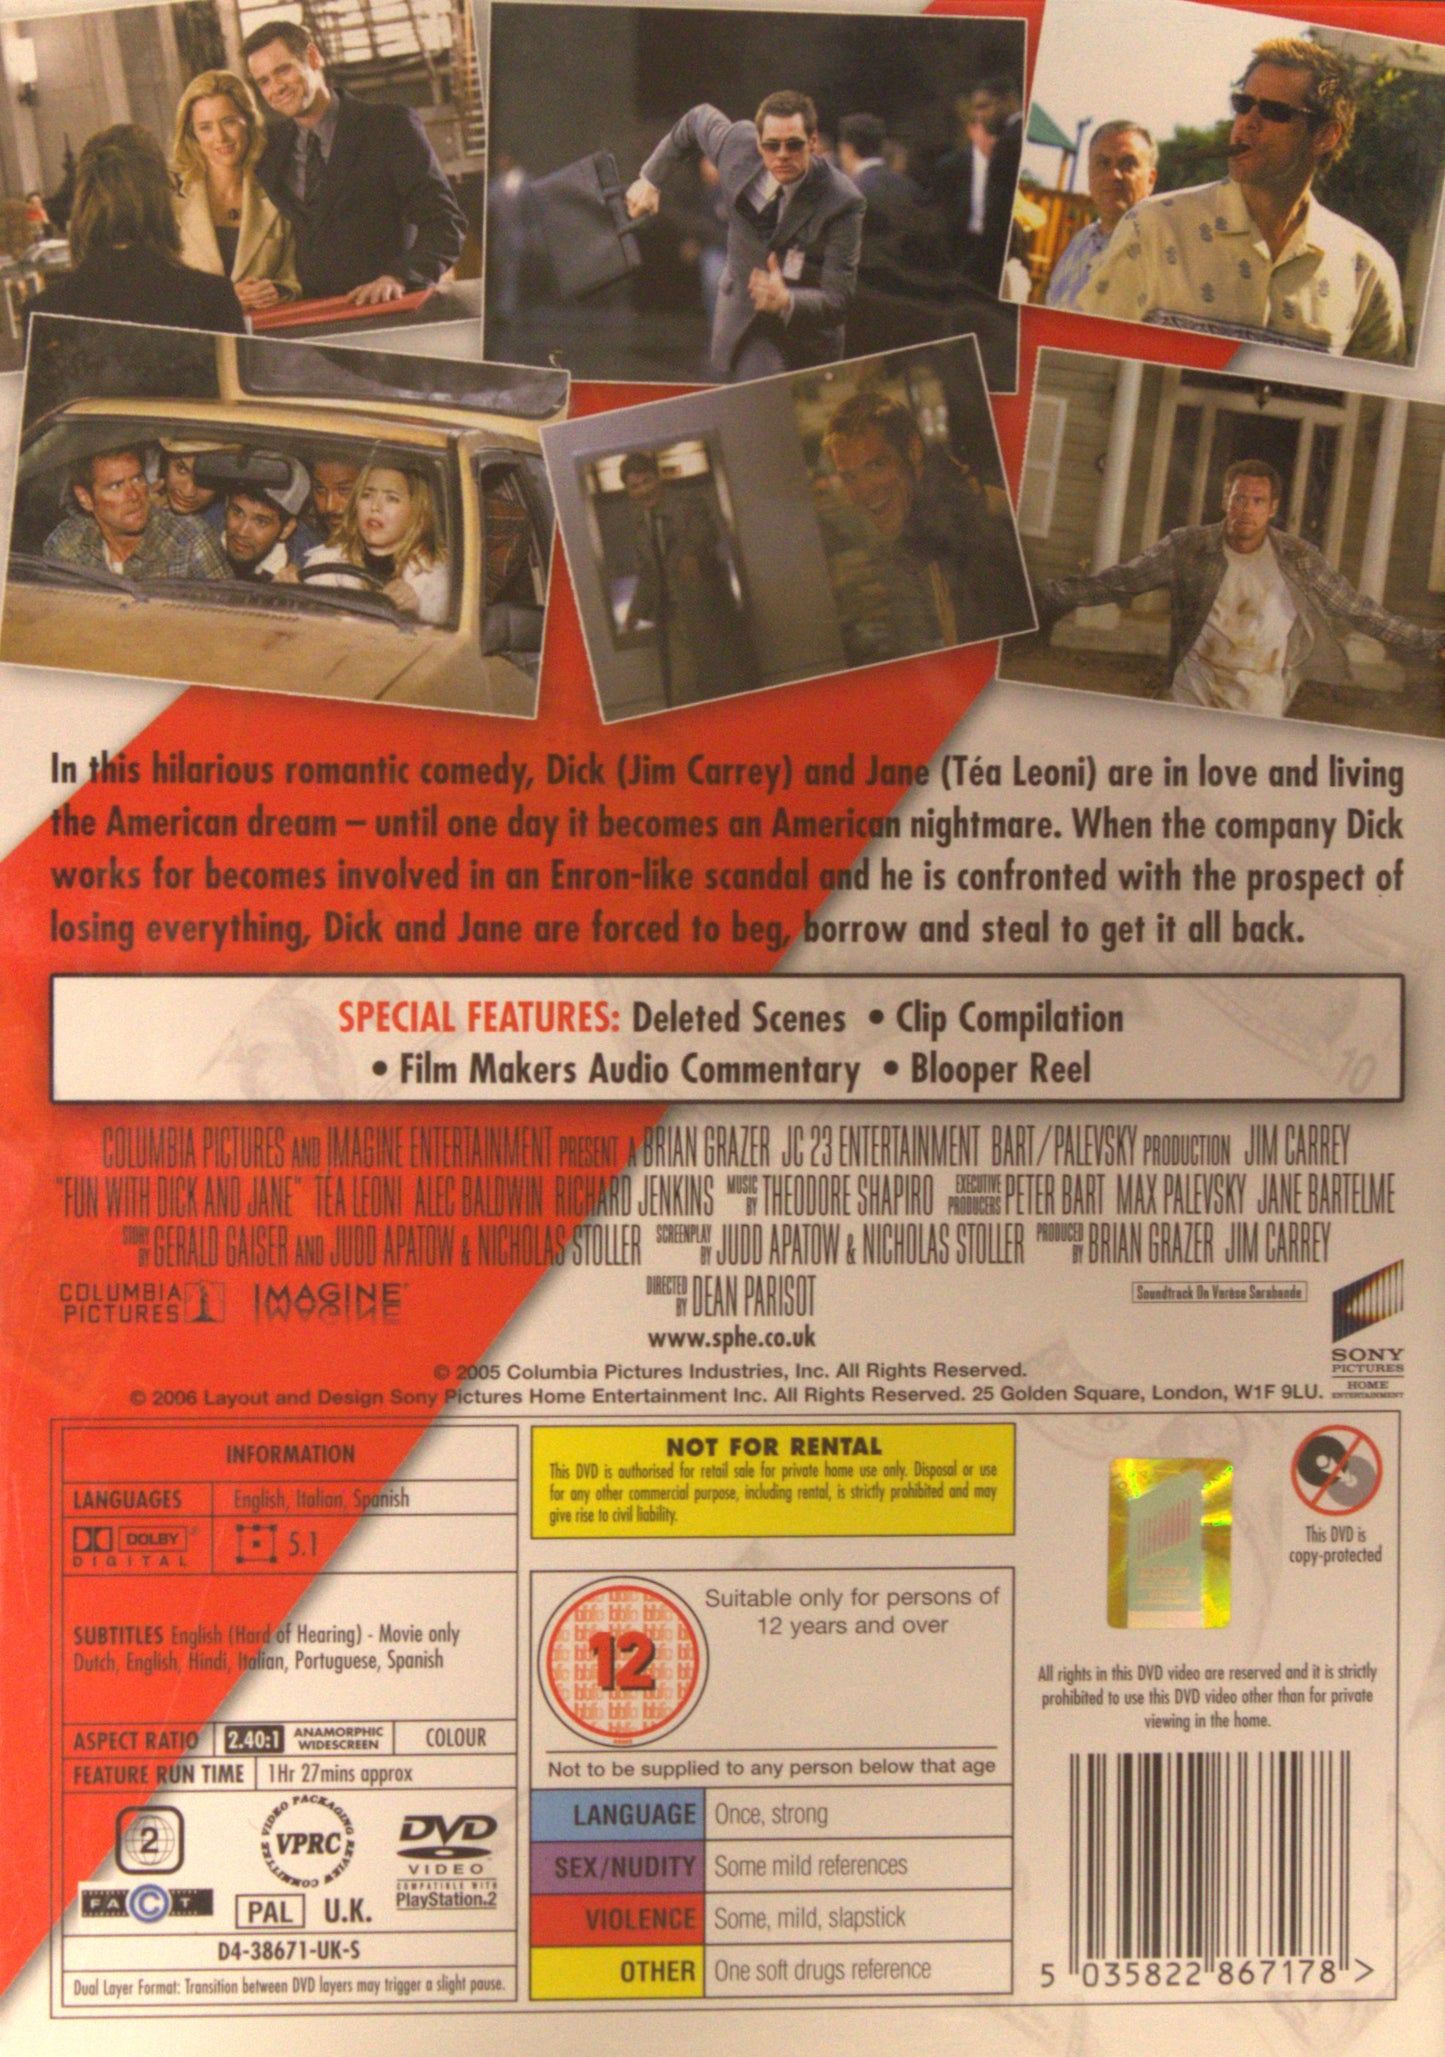 In this hilarious romantic comedy, Dick (Jim Carrey) and Jane (Téa Leoni) are in love and living
the American dream – until one day it becomes an American nightmare. When the company Dick
works for becomes involved in an Enron-like scandal and he is confronted with the prospect of
losing everything, Dick and Jane are forced to beg, borrow and steal to get it all back.
SPECIAL FEATURES: Deleted Scenes • Clip Compilation
• Film Makers Audio Commentary • Blooper Reel
COLUMBIA PICTURES AND IMAGINE ENTERTAINMENT PRESENT A BRIAN GRAZER JC 23 ENTERTAINMENT BART/PALEVSKY PRODUCTION JIM CARREY
"FUN WITH DICK AND JANE" TÉA LEONI ALEC BALDWIN RICHARD JENKINS MUSIC BY THEODORE SHAPIRO EXECUTIVE PRODUCERS PETER BART MAX PALEVSKY JANE BARTELME
STORY BY GERALD GAISER AND JUDD APATOW & NICHOLAS STOLLER SCREENPLAY BY JUDD APATOW & NICHOLAS STOLLER PRODUCED BY BRIAN GRAZER JIM CARREY
DIRECTED BY DEAN PARISOT
COLUMBIA PICTURES
IMAGINE
Soundtrack On Varèse Sarabande
www.sphe.co.uk
SONY
PICTURES
HOME
ENTERTAINMENT
© 2005 Columbia Pictures Industries, Inc. All Rights Reserved.
© 2006 Layout and Design Sony Pictures Home Entertainment Inc. All Rights Reserved. 25 Golden Square, London, W1F 9LU.
INFORMATION
LANGUAGES English, Italian, Spanish
DOLBY
DIGITAL
5.1
SUBTITLES English (Hard of Hearing) - Movie only
Dutch, English, Hindi, Italian, Portuguese, Spanish
ASPECT RATIO 2.40:1 ANAMORPHIC WIDESCREEN COLOUR
FEATURE RUN TIME 1Hr 27mins approx
2
VIDEO PACKAGING REVIEW COMMITTEE
VPRC
DVD
VIDEO
COMPATIBLE WITH
PlayStation.2
FACT
PAL U.K.
D4-38671-UK-S
Dual Layer Format: Transition between DVD layers may trigger a slight pause.
NOT FOR RENTAL
This DVD is authorised for retail sale for private home use only. Disposal or use
for any other commercial purpose, including rental, is strictly prohibited and may
give rise to civil liability.
12
Suitable only for persons of
12 years and over
Not to be supplied to any person below that age
LANGUAGE Once, strong
SEX/NUDITY Some mild references
VIOLENCE Some, mild, slapstick
OTHER One soft drugs reference
This DVD is
copy-protected
All rights in this DVD video are reserved and it is strictly
prohibited to use this DVD video other than for private
viewing in the home.
5 035822 867178 >